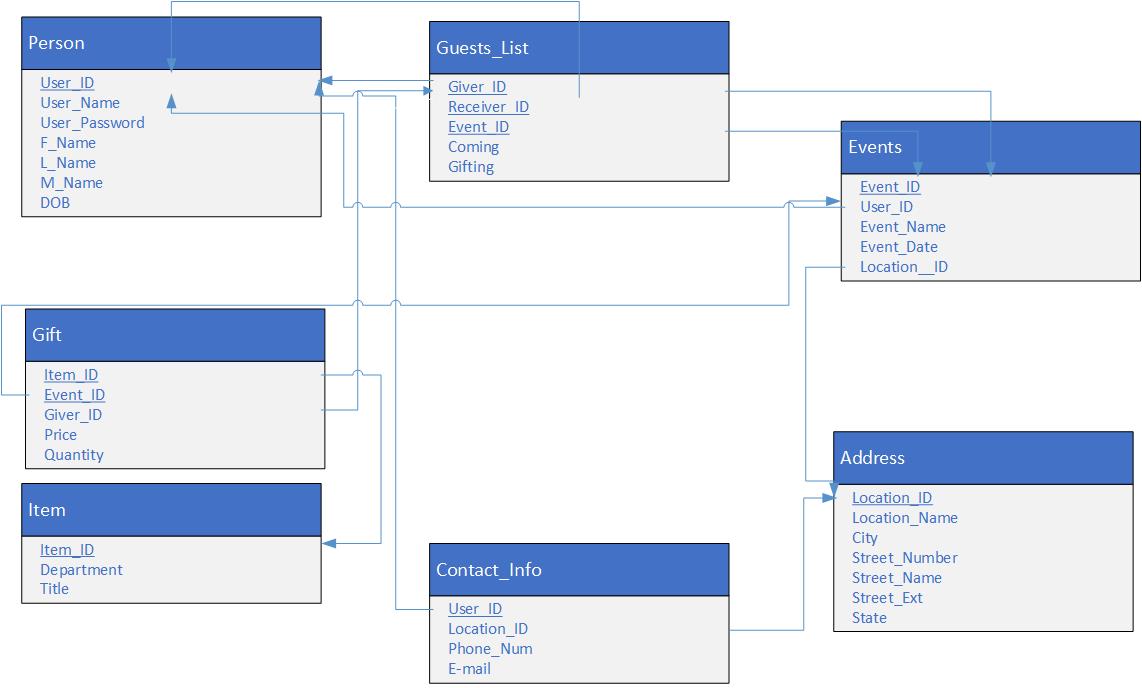 Person
User_ID
User_Name
User_Password
F_Name
L_Name
M_Name
DOB
Guests_List
Giver_ID
Receiver_ID
Event_ID
Coming
Gifting
Events
Event_ID
User_ID
Event_Name
Event_Date
Location__ID
Gift
Item_ID
Event_ID
Giver_ID
Price
Quantity
Item
Item_ID
Department
Title
Contact_Info
User_ID
Location_ID
Phone_Num
E-mail
Address
Location_ID
Location_Name
City
Street_Number
Street_Name
Street_Ext
State